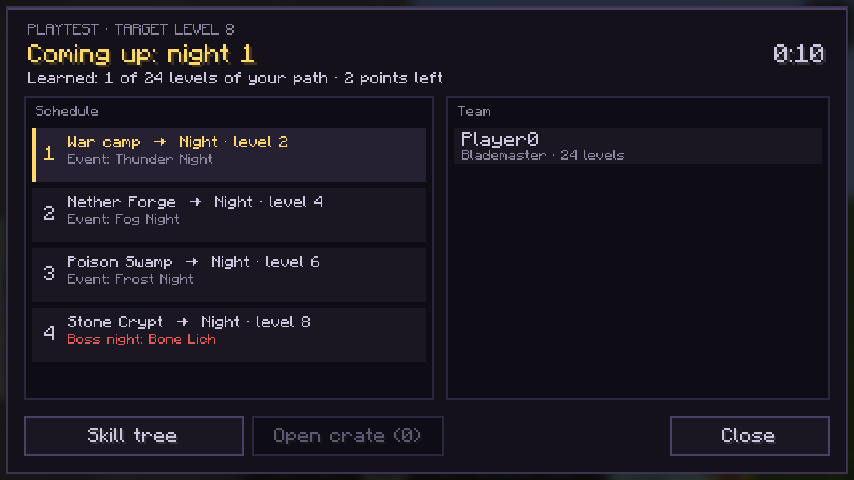 PLAYTEST · TARGET LEVEL 8
Coming up: night 1
0:10
Learned: 1 of 24 levels of your path · 2 points left
Schedule
1 War camp → Night · level 2
Event: Thunder Night
2 Nether Forge → Night · level 4
Event: Fog Night
3 Poison Swamp → Night · level 6
Event: Frost Night
4 Stone Crypt → Night · level 8
Boss night: Bone Lich
Team
Player0
Blademaster · 24 levels
Skill tree
Open crate (0)
Close